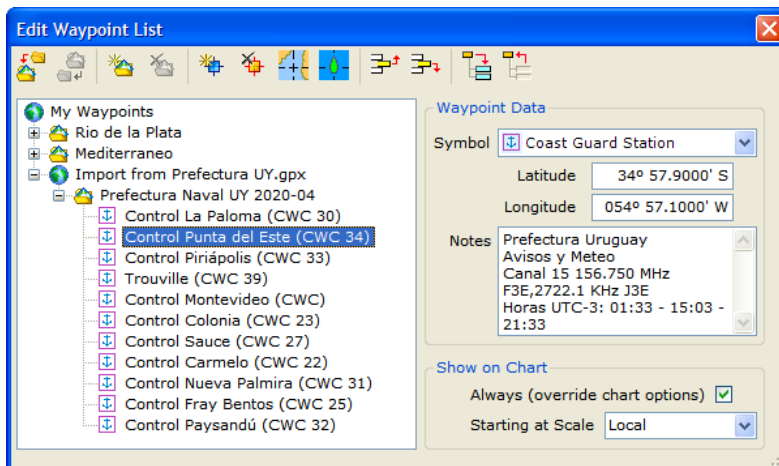 Edit Waypoint List
My Waypoints
Rio de la Plata
Mediterraneo
Import from Prefectura UY.gpx
Prefectura Naval UY 2020-04
Control La Paloma (CWC 30)
Control Punta del Este (CWC 34)
Control Piriápolis (CWC 33)
Trouville (CWC 39)
Control Montevideo (CWC)
Control Colonia (CWC 23)
Control Sauce (CWC 27)
Control Carmelo (CWC 22)
Control Nueva Palmira (CWC 31)
Control Fray Bentos (CWC 25)
Control Paysandú (CWC 32)
Waypoint Data
Symbol Coast Guard Station
Latitude 34º 57.9000' S
Longitude 054º 57.1000' W
Notes Prefectura Uruguay
Avisos y Meteo
Canal 15 156.750 MHz
F3E,2722.1 KHz J3E
Horas UTC-3: 01:33 - 15:03 -
21:33
Show on Chart
Always (override chart options)
Starting at Scale Local